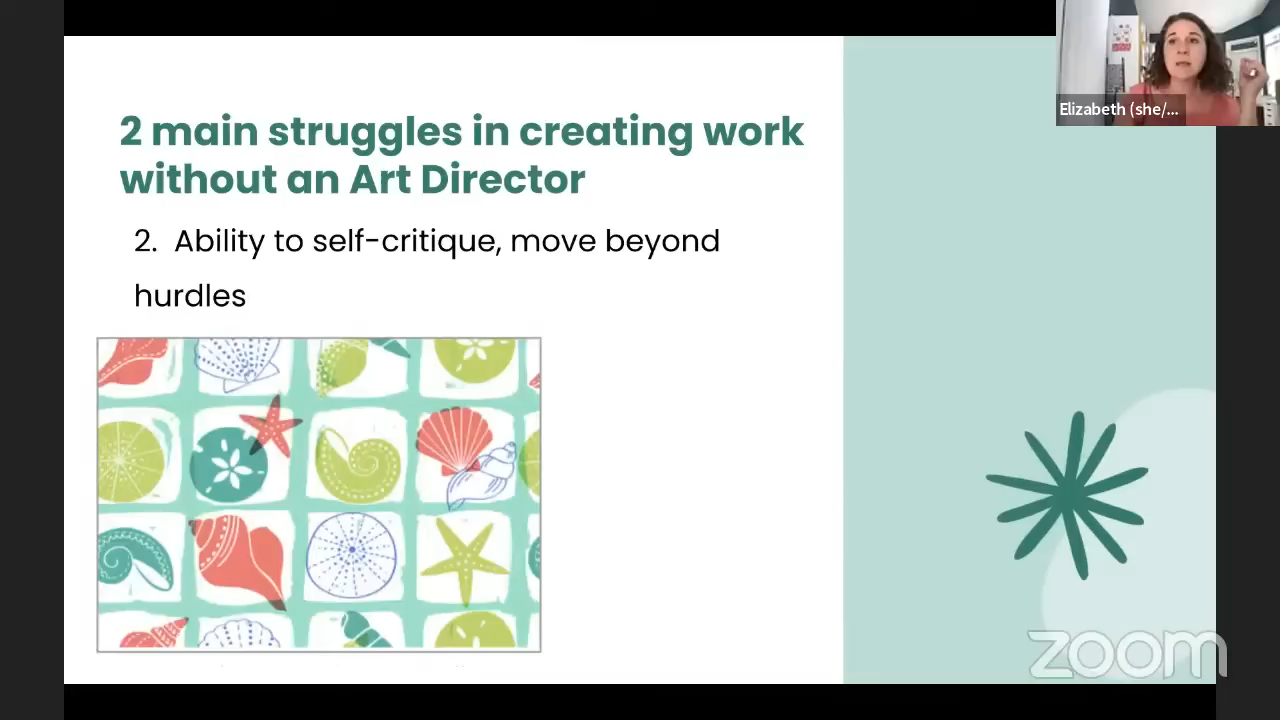 Elizabeth (she/...
2 main struggles in creating work
without an Art Director
2. Ability to self-critique, move beyond
hurdles
zoom